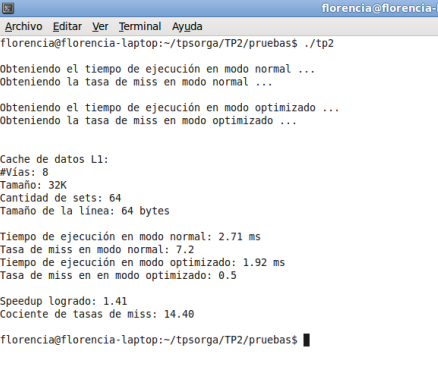 florencia@florencia-l
Archivo Editar Ver Terminal Ayuda
florencia@florencia-laptop:~/tpsorga/TP2/pruebas$ ./tp2
Obteniendo el tiempo de ejecución en modo normal ...
Obteniendo la tasa de miss en modo normal ...
Obteniendo el tiempo de ejecución en modo optimizado ...
Obteniendo la tasa de miss en modo optimizado ...
Cache de datos L1:
#Vías: 8
Tamaño: 32K
Cantidad de sets: 64
Tamaño de la línea: 64 bytes
Tiempo de ejecución en modo normal: 2.71 ms
Tasa de miss en modo normal: 7.2
Tiempo de ejecución en modo optimizado: 1.92 ms
Tasa de miss en en modo optimizado: 0.5
Speedup logrado: 1.41
Cociente de tasas de miss: 14.40
florencia@florencia-laptop:~/tpsorga/TP2/pruebas$